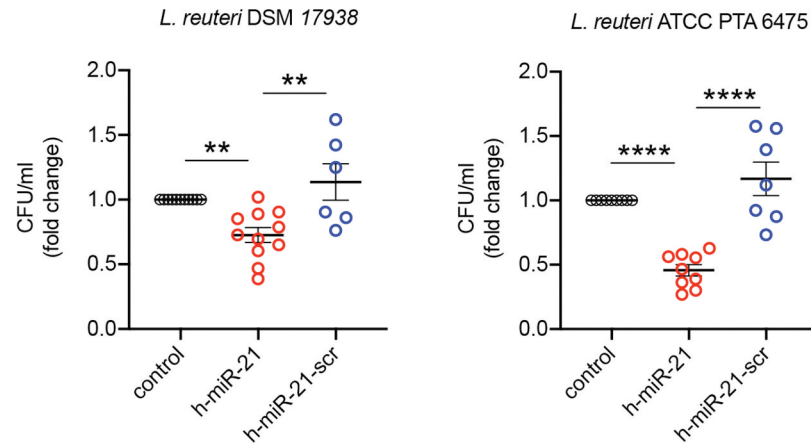 L. reuteri DSM 17938
CFU/ml
(fold change)
2.0
1.5
1.0
0.5
0.0
**
**
control
h-miR-21
h-miR-21-scr
L. reuteri ATCC PTA 6475
CFU/ml
(fold change)
2.0
1.5
1.0
0.5
0.0
****
****
control
h-miR-21
h-miR-21-scr